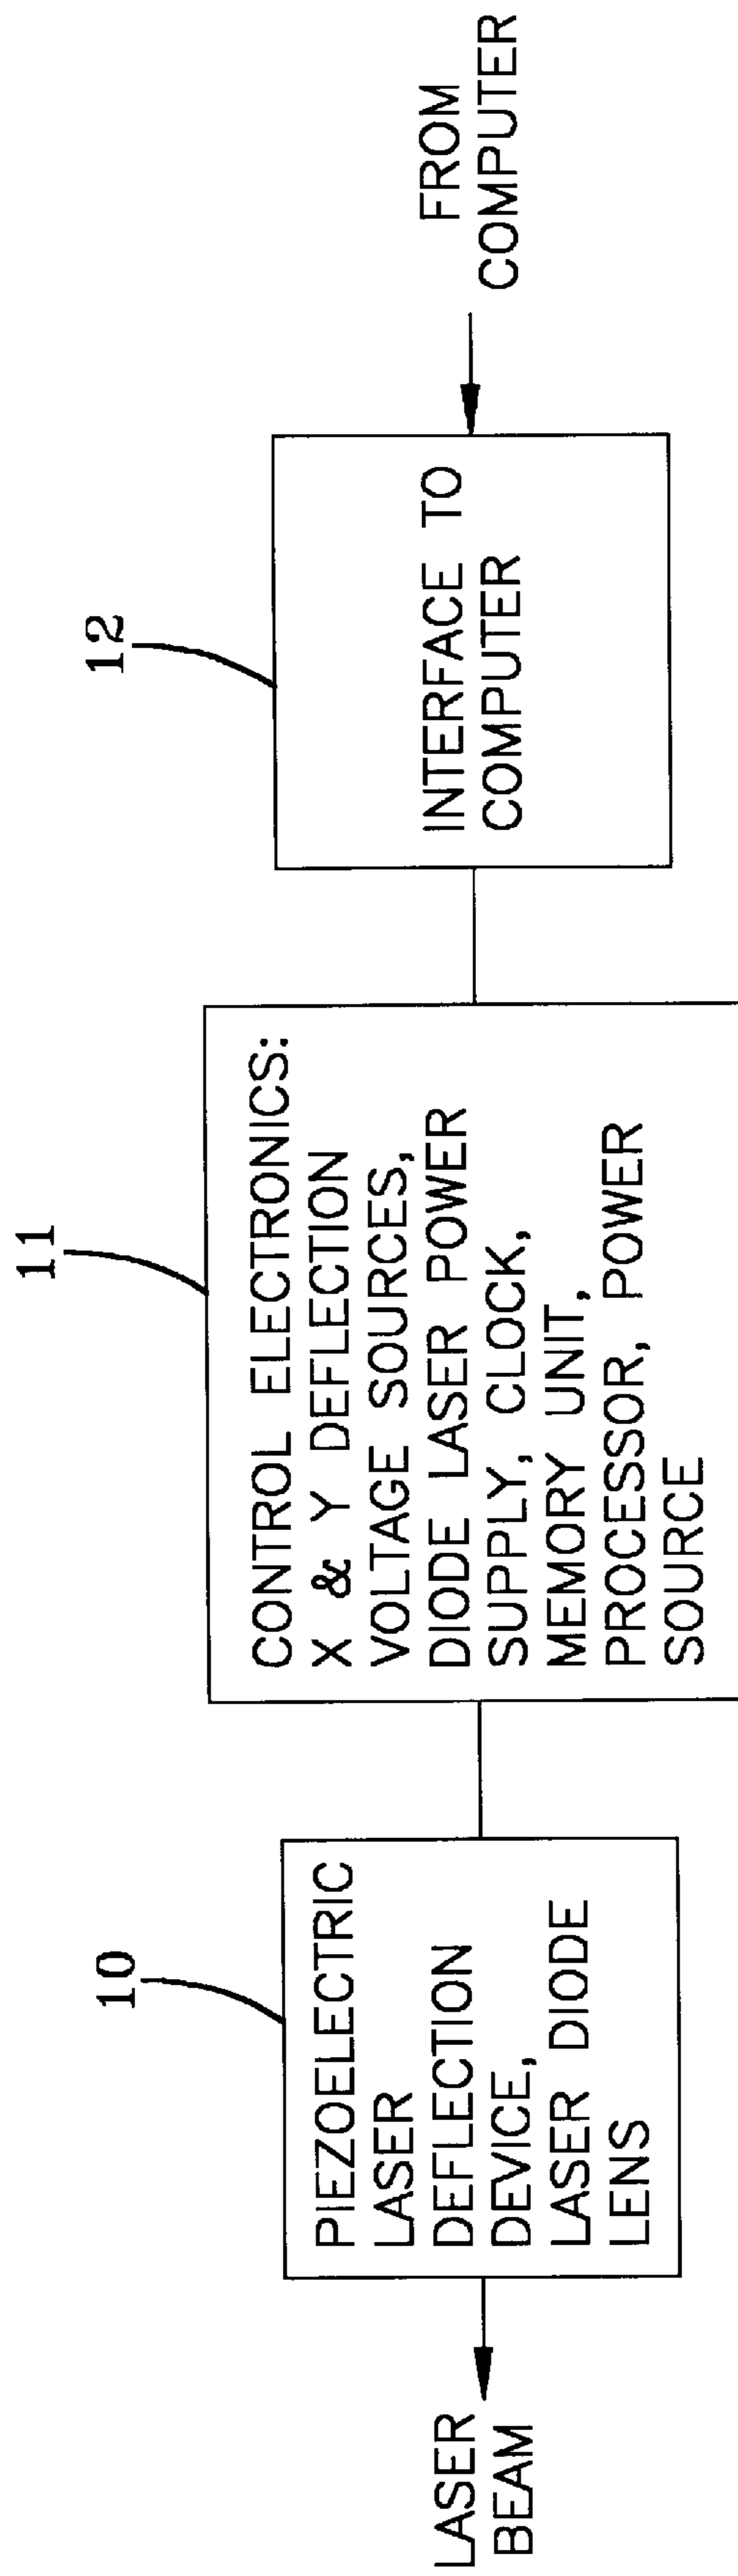 LASER
BEAM
10
PIEZOELECTRIC
LASER
DEFLECTION
DEVICE,
LASER DIODE
LENS
11
CONTROL ELECTRONICS:
X & Y DEFLECTION
VOLTAGE SOURCES,
DIODE LASER POWER
SUPPLY, CLOCK,
MEMORY UNIT,
PROCESSOR, POWER
SOURCE
12
INTERFACE TO
COMPUTER
FROM
COMPUTER